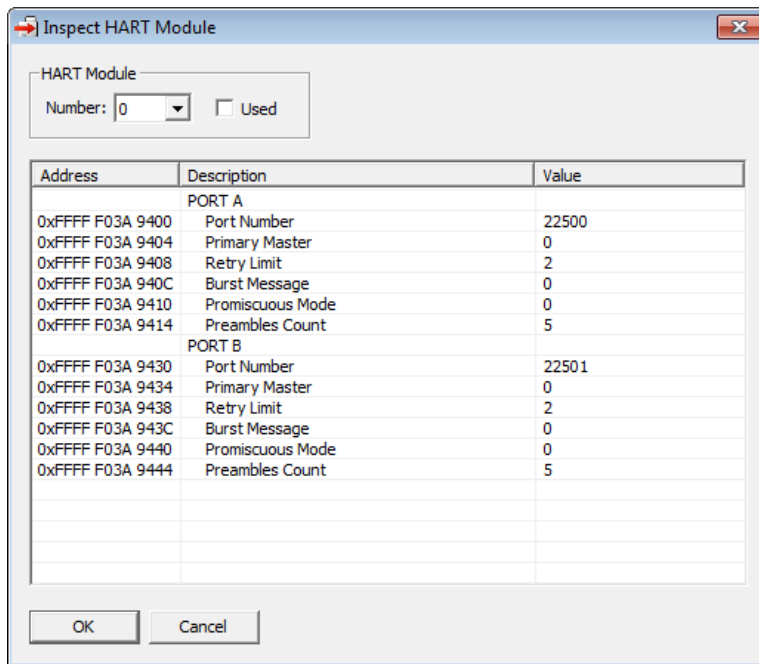 Inspect HART Module
HART Module
Number: 0 Used
Address Description Value
PORT A
0xFFFF F03A 9400 Port Number 22500
0xFFFF F03A 9404 Primary Master 0
0xFFFF F03A 9408 Retry Limit 2
0xFFFF F03A 940C Burst Message 0
0xFFFF F03A 9410 Promiscuous Mode 0
0xFFFF F03A 9414 Preambles Count 5
PORT B
0xFFFF F03A 9430 Port Number 22501
0xFFFF F03A 9434 Primary Master 0
0xFFFF F03A 9438 Retry Limit 2
0xFFFF F03A 943C Burst Message 0
0xFFFF F03A 9440 Promiscuous Mode 0
0xFFFF F03A 9444 Preambles Count 5
OK Cancel